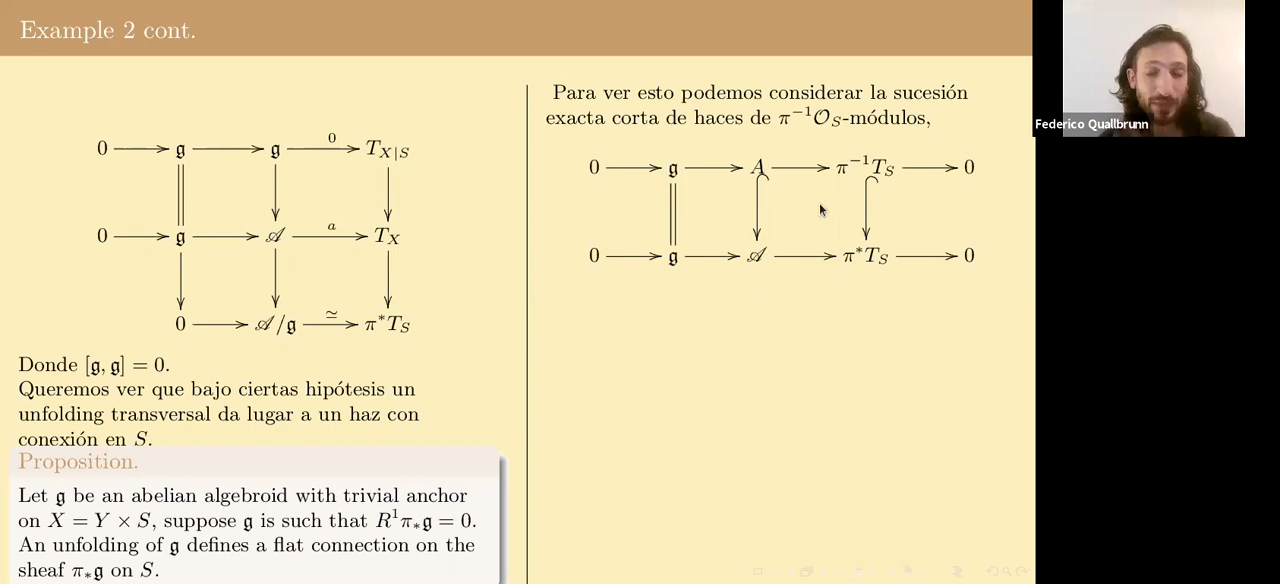 Example 2 cont.
0 𝔤 𝔤 0 T_{X|S}
0 𝔤 𝒜 a T_X
0 𝒜/𝔤 ≃ π*T_S
Donde [𝔤, 𝔤] = 0.
Queremos ver que bajo ciertas hipótesis un
unfolding transversal da lugar a un haz con
conexión en S.
Proposition.
Let 𝔤 be an abelian algebroid with trivial anchor
on X = Y × S, suppose 𝔤 is such that R¹π_*𝔤 = 0.
An unfolding of 𝔤 defines a flat connection on the
sheaf π_*𝔤 on S.
Para ver esto podemos considerar la sucesión
exacta corta de haces de π⁻¹𝒪_S-módulos,
0 𝔤 A π⁻¹T_S 0
0 𝔤 𝒜 π*T_S 0
Federico Quallbrunn